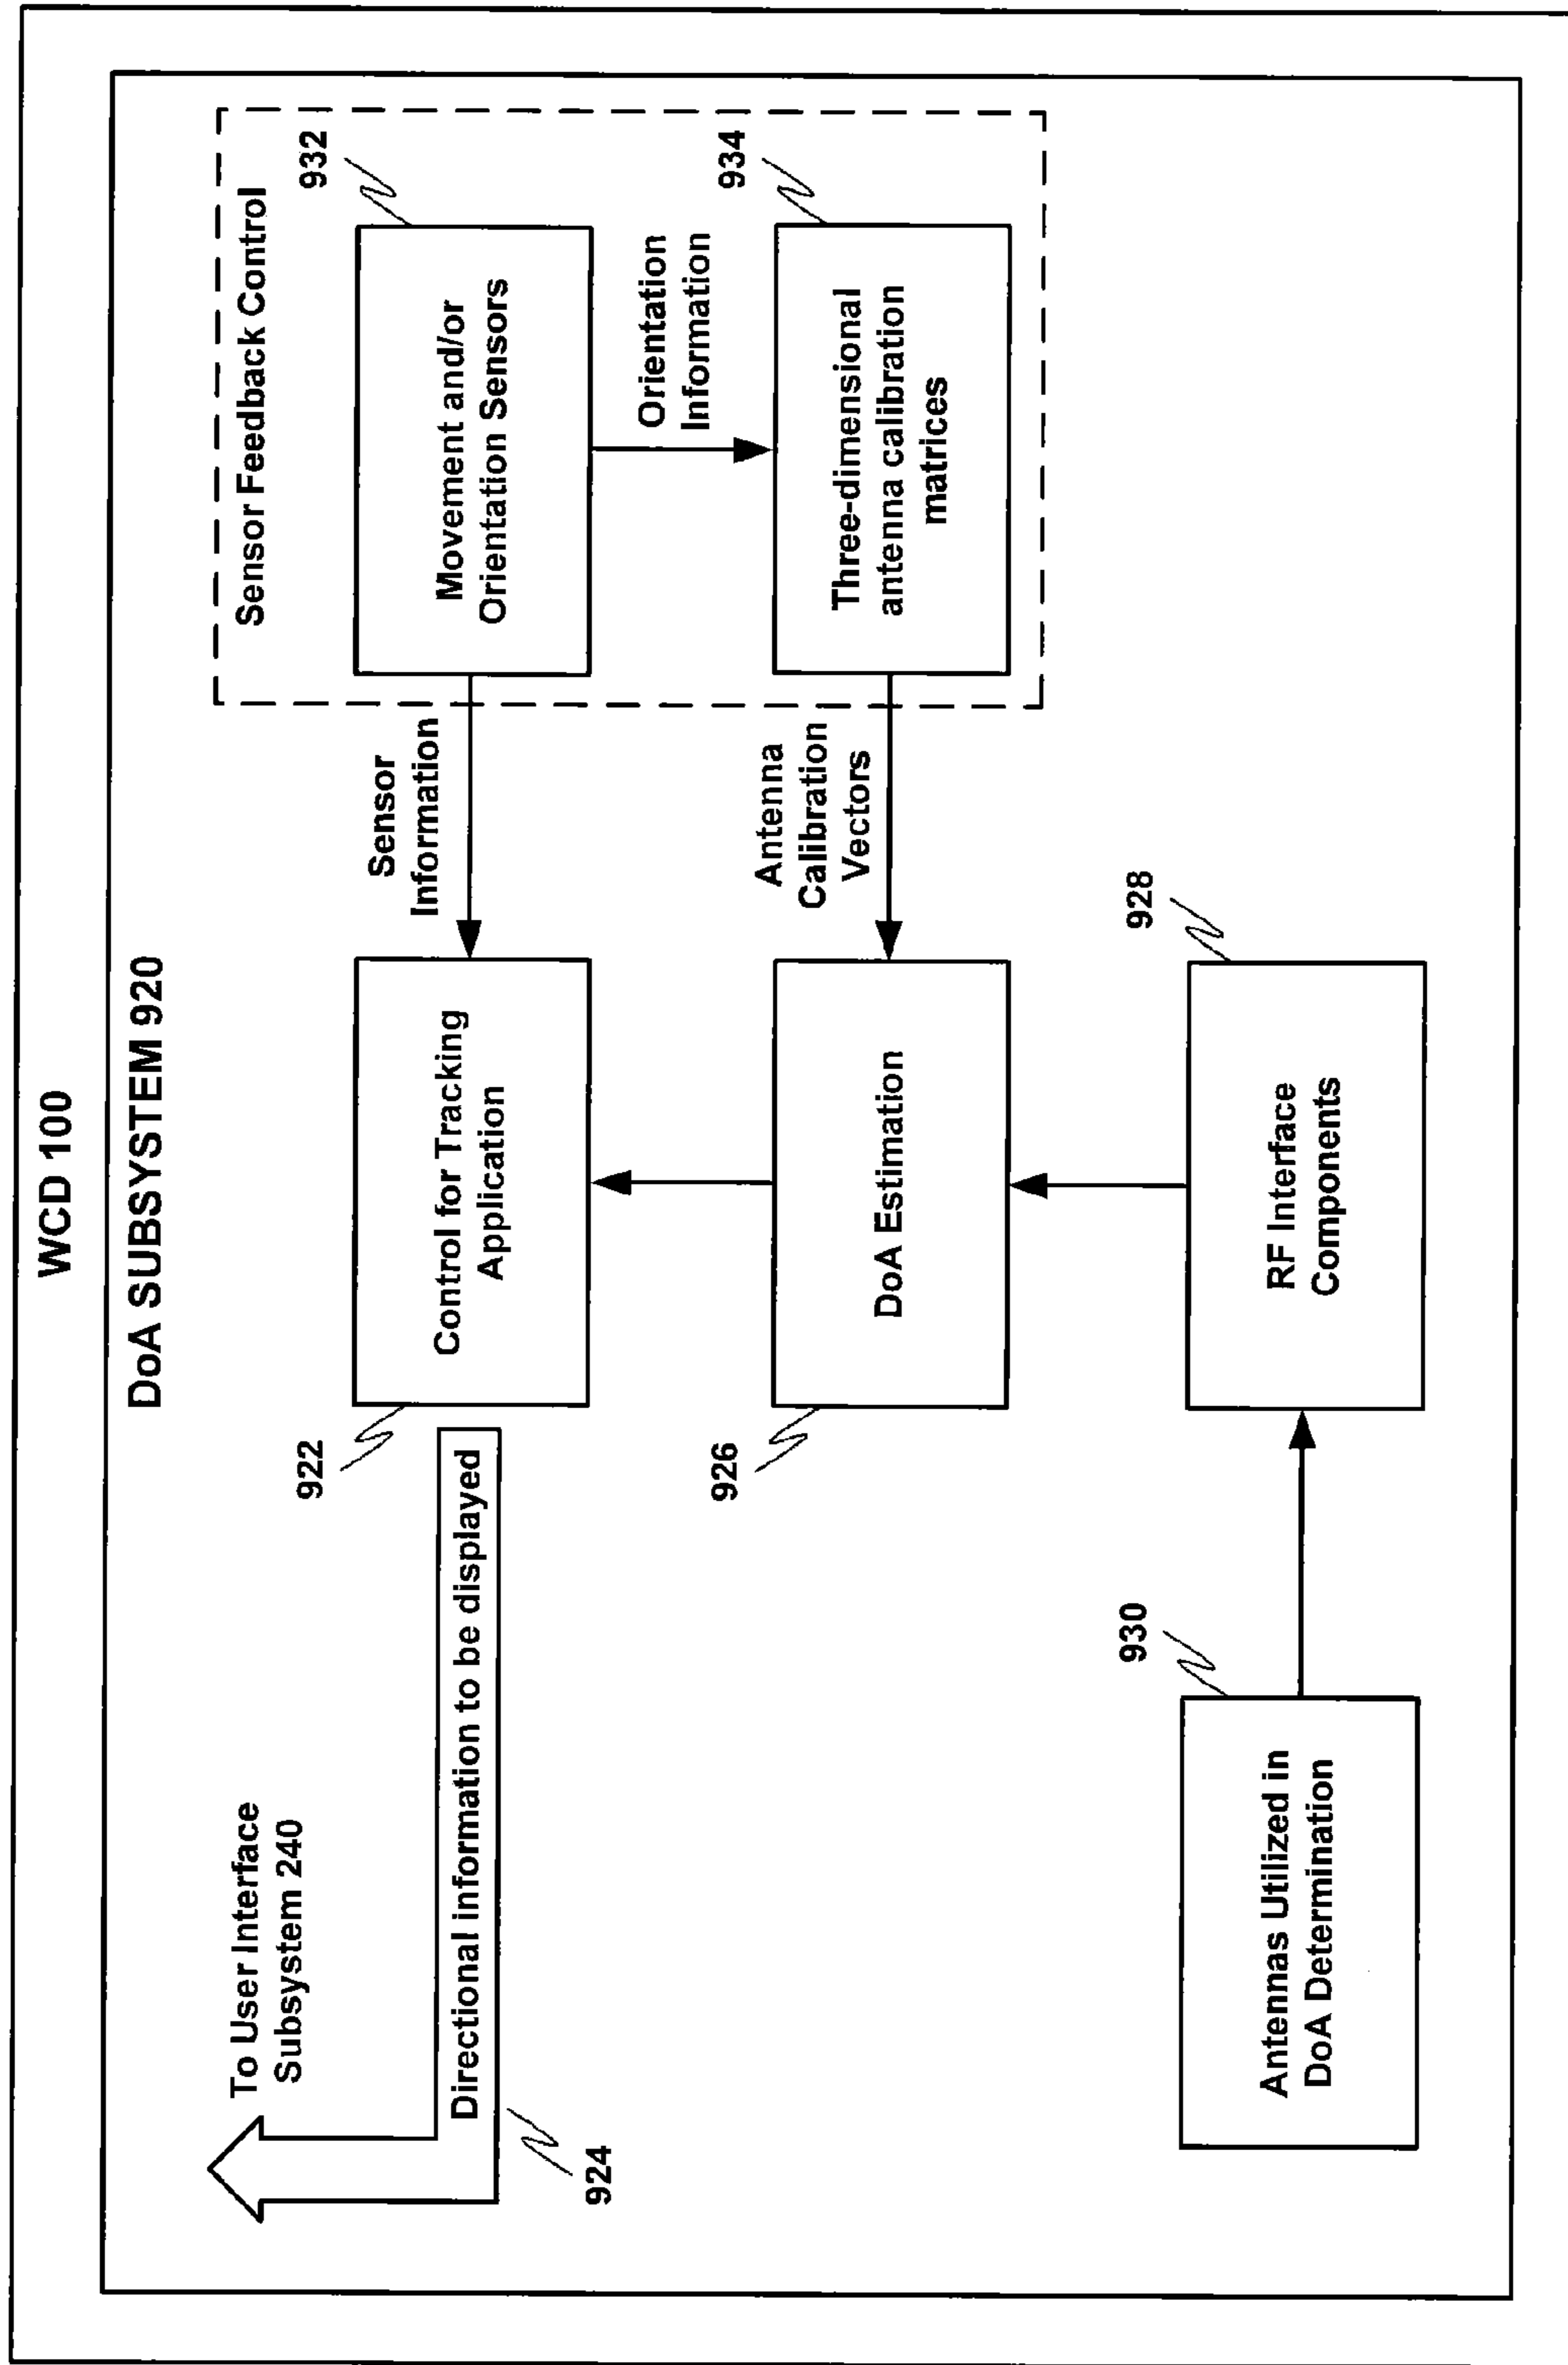 WCD 100
DoA SUBSYSTEM 920
To User Interface
Subsystem 240
Directional information to be displayed
924
922
Control for Tracking
Application
Sensor
Information
Sensor Feedback Control
932
Movement and/or
Orientation Sensors
Orientation
Information
926
DoA Estimation
Antenna
Calibration
Vectors
934
Three-dimensional
antenna calibration
matrices
930
Antennas Utilized in
DoA Determination
928
RF Interface
Components